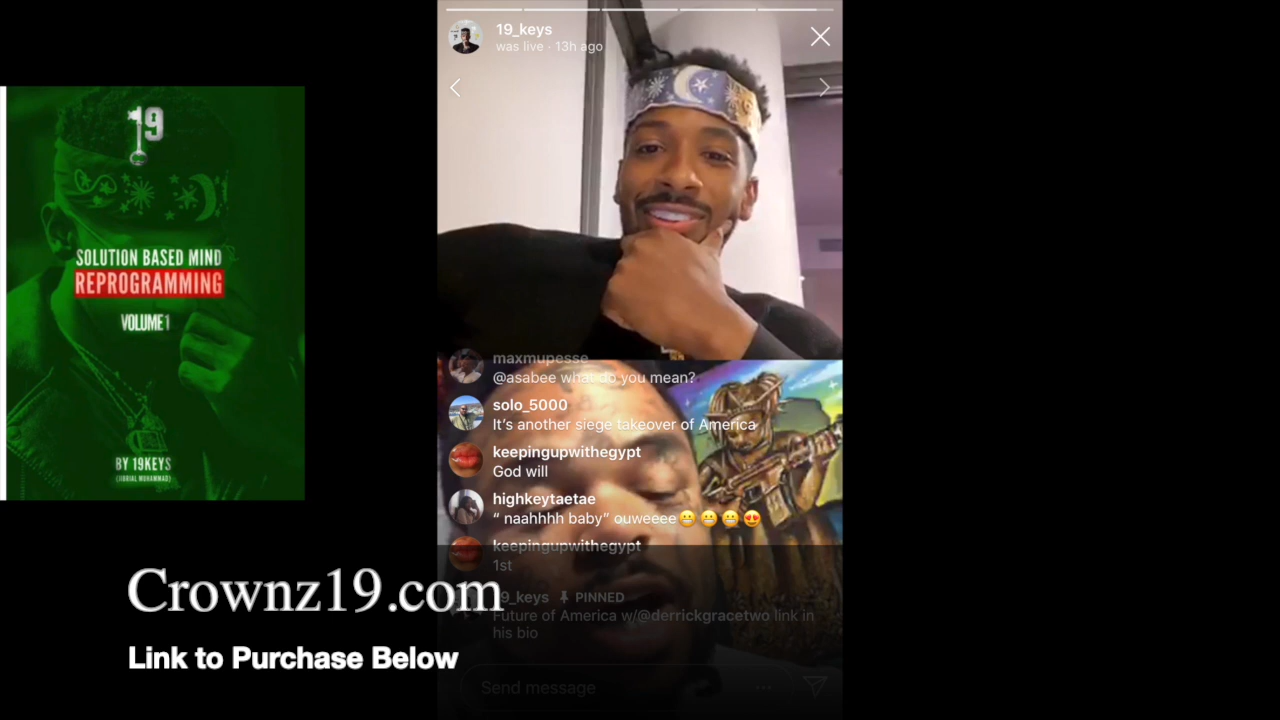 19
SOLUTION BASED MIND
REPROGRAMMING
VOLUME 1
BY 19KEYS
(JIBRIAL MUHAMMAD)
19_keys
was live · 13h ago
maxmupesse
@asabee what do you mean?
solo_5000
It's another siege takeover of America
keepingupwithegypt
God will
highkeytaetae
“ naahhhh baby” ouweeee😬😬😬😍
keepingupwithegypt
1st
19_keys PINNED
Future of America w/@derrickgracetwo link in
his bio
Send message
Crownz19.com
Link to Purchase Below